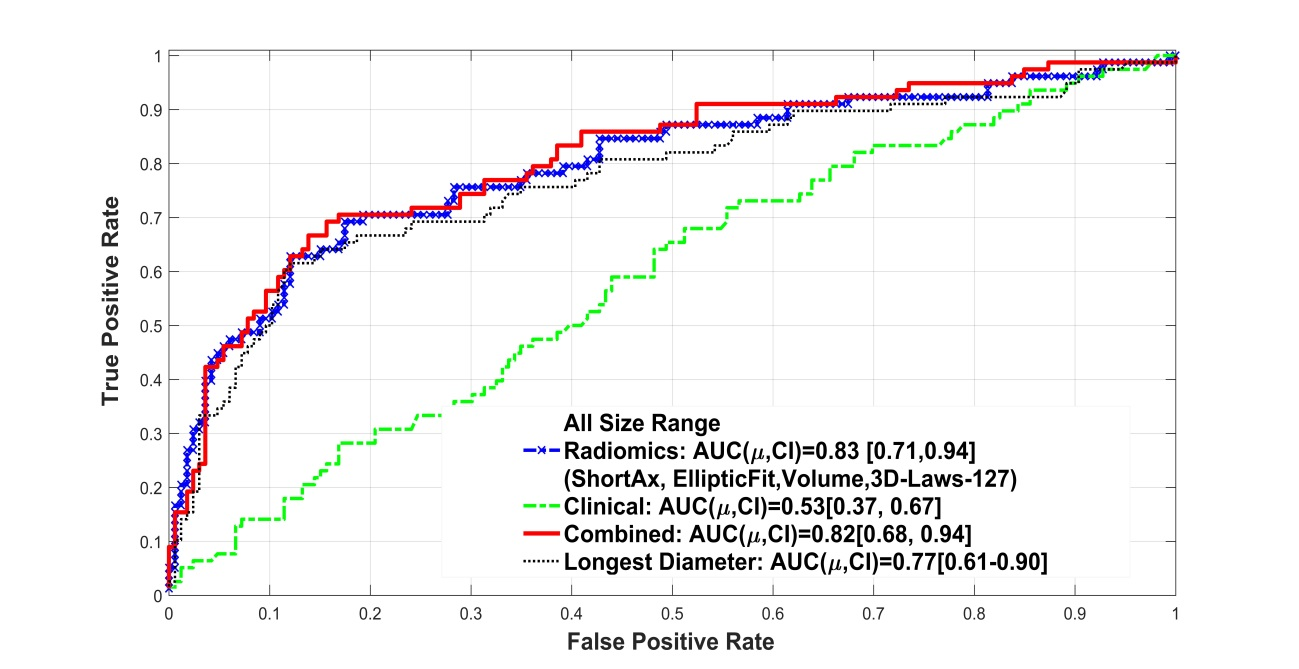 1
0.9
0.8
0.7
0.6
0.5
0.4
0.3
0.2
0.1
0
True Positive Rate
All Size Range
Radiomics: AUC(μ,CI)=0.83 [0.71,0.94]
(ShortAx, EllipticFit,Volume,3D-Laws-127)
Clinical: AUC(μ,CI)=0.53[0.37, 0.67]
Combined: AUC(μ,CI)=0.82[0.68, 0.94]
Longest Diameter: AUC(μ,CI)=0.77[0.61-0.90]
0 0.1 0.2 0.3 0.4 0.5 0.6 0.7 0.8 0.9 1
False Positive Rate